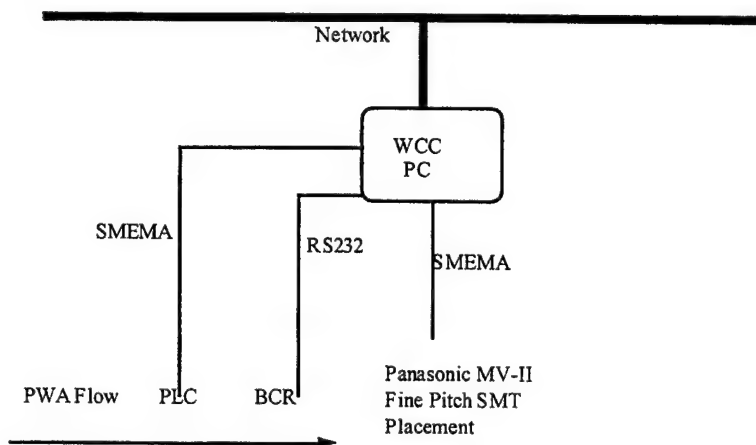 Network
WCC
PC
SMEMA
RS232
SMEMA
PWA Flow
PLC
BCR
Panasonic MV-II
Fine Pitch SMT
Placement